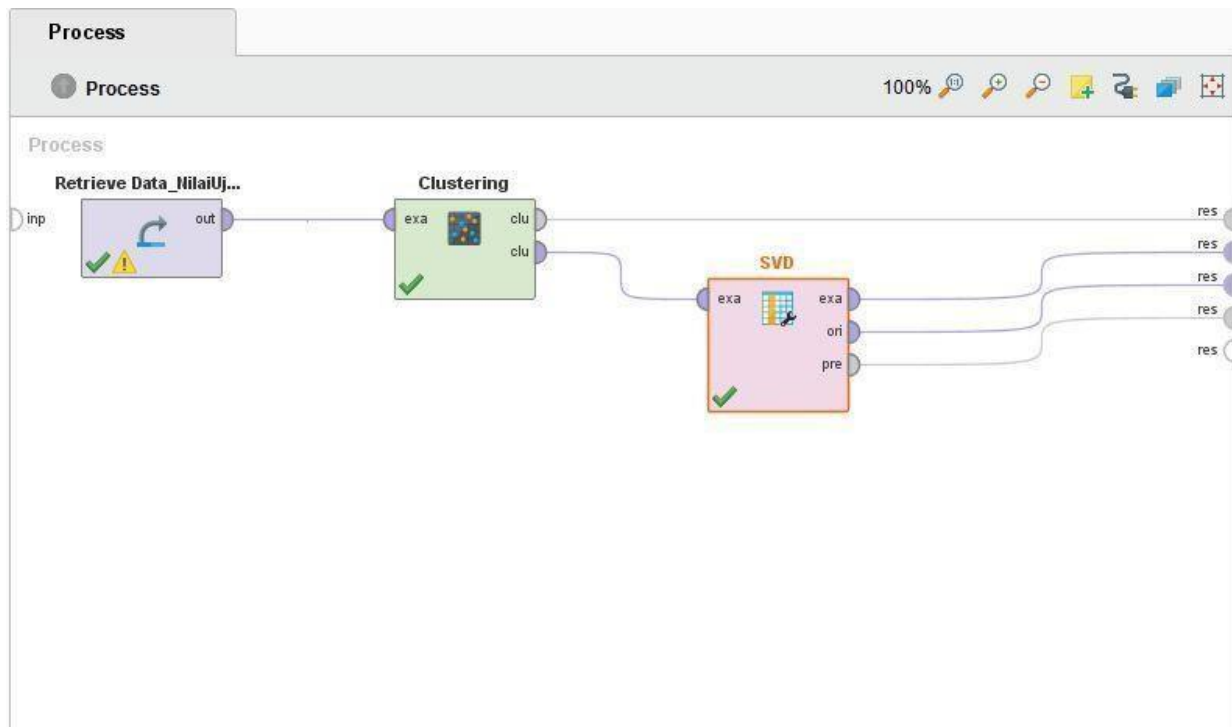 Process
Process
100%
Process
Retrieve Data_NilaiUj...
inp
out
Clustering
exa
clu
clu
SVD
exa
exa
ori
pre
res
res
res
res
res